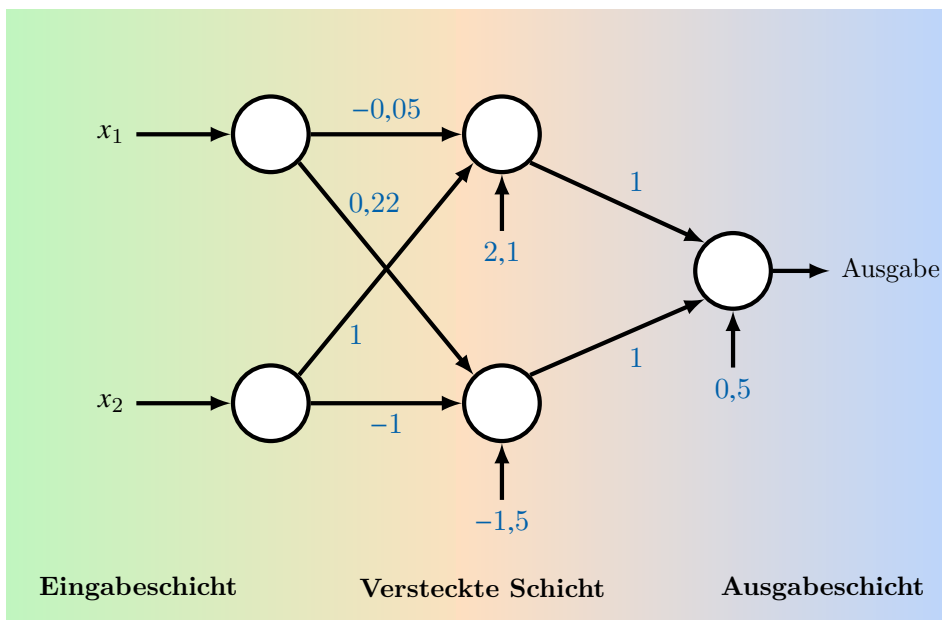 x₁
−0,05
0,22
2,1
1
Ausgabe
1
1
0,5
x₂
−1
−1,5
Eingabeschicht
Versteckte Schicht
Ausgabeschicht